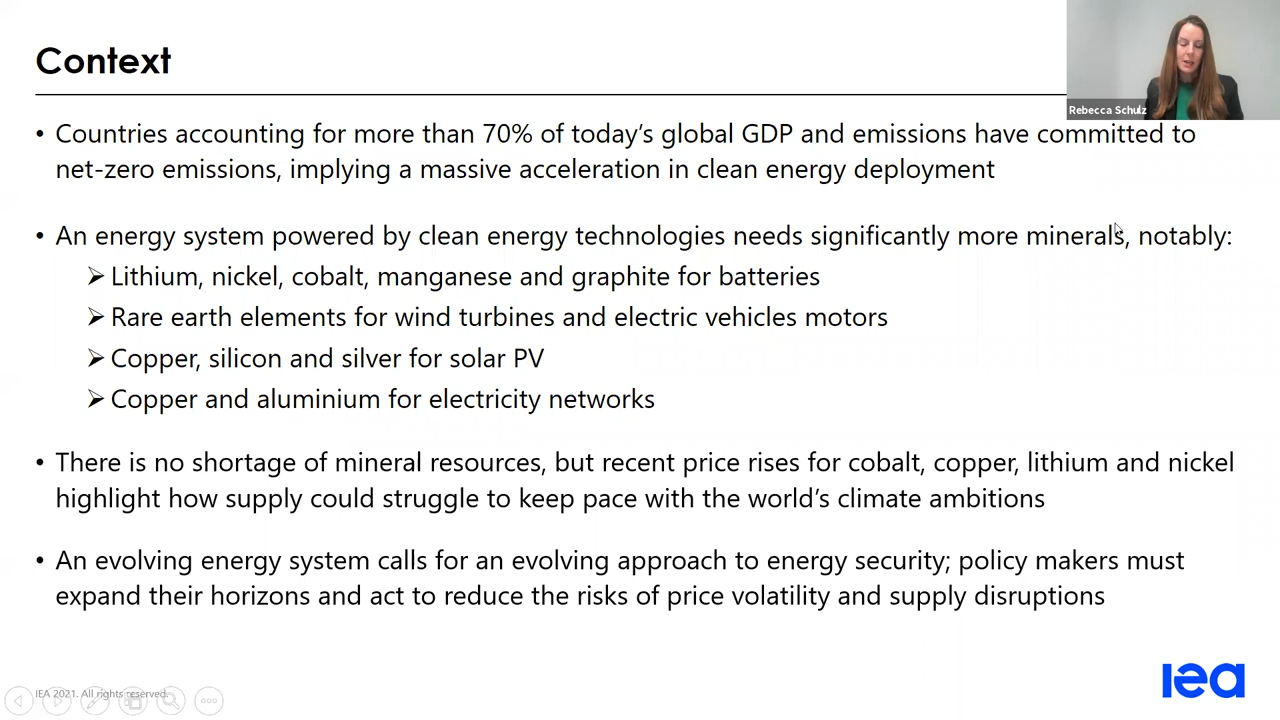 Context
Rebecca Schulz
• Countries accounting for more than 70% of today’s global GDP and emissions have committed to
net-zero emissions, implying a massive acceleration in clean energy deployment
• An energy system powered by clean energy technologies needs significantly more minerals, notably:
➢ Lithium, nickel, cobalt, manganese and graphite for batteries
➢ Rare earth elements for wind turbines and electric vehicles motors
➢ Copper, silicon and silver for solar PV
➢ Copper and aluminium for electricity networks
• There is no shortage of mineral resources, but recent price rises for cobalt, copper, lithium and nickel
highlight how supply could struggle to keep pace with the world’s climate ambitions
• An evolving energy system calls for an evolving approach to energy security; policy makers must
expand their horizons and act to reduce the risks of price volatility and supply disruptions
IEA 2021. All rights reserved.
iea